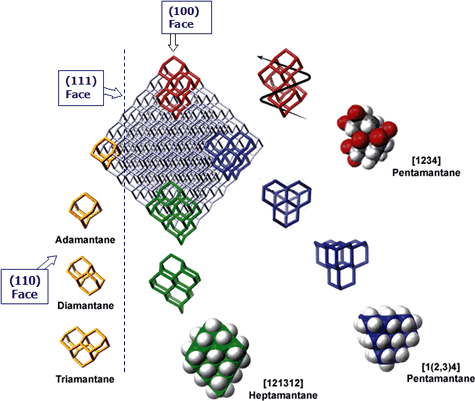 (100)
Face
(111)
Face
[1234]
Pentamantane
Adamantane
(110)
Face
Diamantane
Triamantane
[121312]
Heptamantane
[1(2,3)4]
Pentamantane